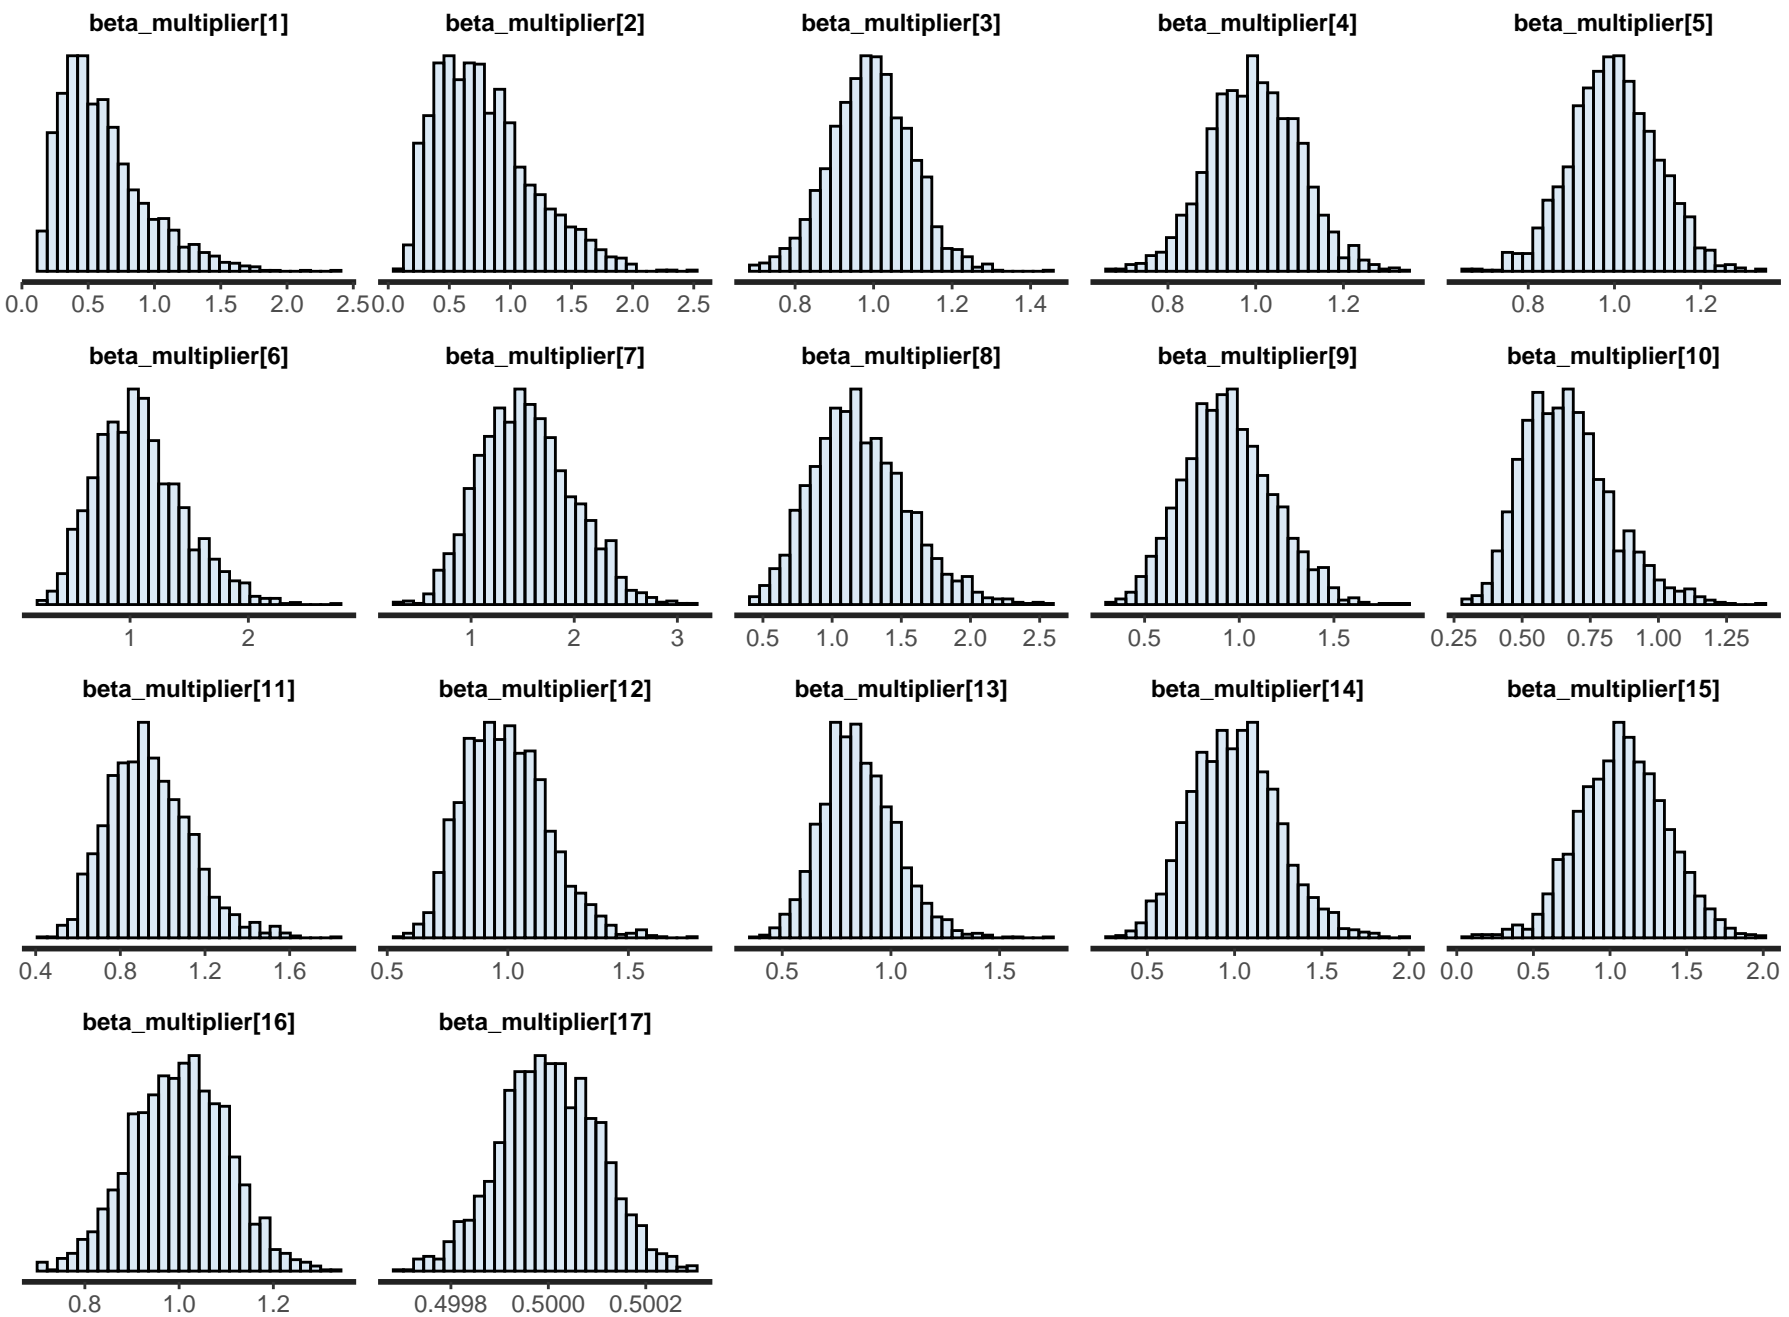 beta_multiplier[1] beta_multiplier[2] beta_multiplier[3] beta_multiplier[4] beta_multiplier[5]
0.0 0.5 1.0 1.5 2.0 2.5 0.0 0.5 1.0 1.5 2.0 2.5 0.8 1.0 1.2 1.4 0.8 1.0 1.2 0.8 1.0 1.2
beta_multiplier[6] beta_multiplier[7] beta_multiplier[8] beta_multiplier[9] beta_multiplier[10]
1 2 1 2 3 0.5 1.0 1.5 2.0 2.5 0.5 1.0 1.5 0.25 0.50 0.75 1.00 1.25
beta_multiplier[11] beta_multiplier[12] beta_multiplier[13] beta_multiplier[14] beta_multiplier[15]
0.4 0.8 1.2 1.6 0.5 1.0 1.5 0.5 1.0 1.5 0.5 1.0 1.5 2.0 0.0 0.5 1.0 1.5 2.0
beta_multiplier[16] beta_multiplier[17]
0.8 1.0 1.2 0.4998 0.5000 0.5002